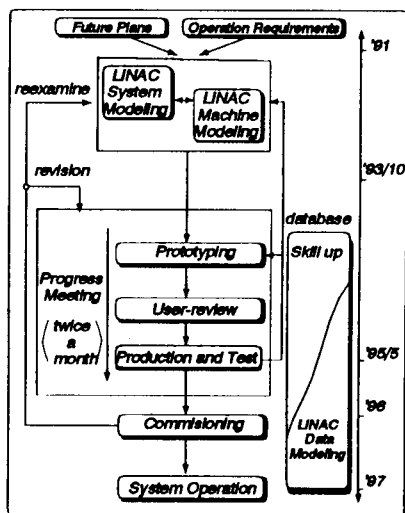 Future Plans
Operation Requirements
'91
LINAC
System
Modeling
LINAC
Machine
Modeling
reexamine
revision
'93/10
database
Skill up
Prototyping
Progress
Meeting
User-review
(twice
a
month)
Production and Test
'95/5
'96
Commisioning
LINAC
Data
Modeling
System Operation
'97